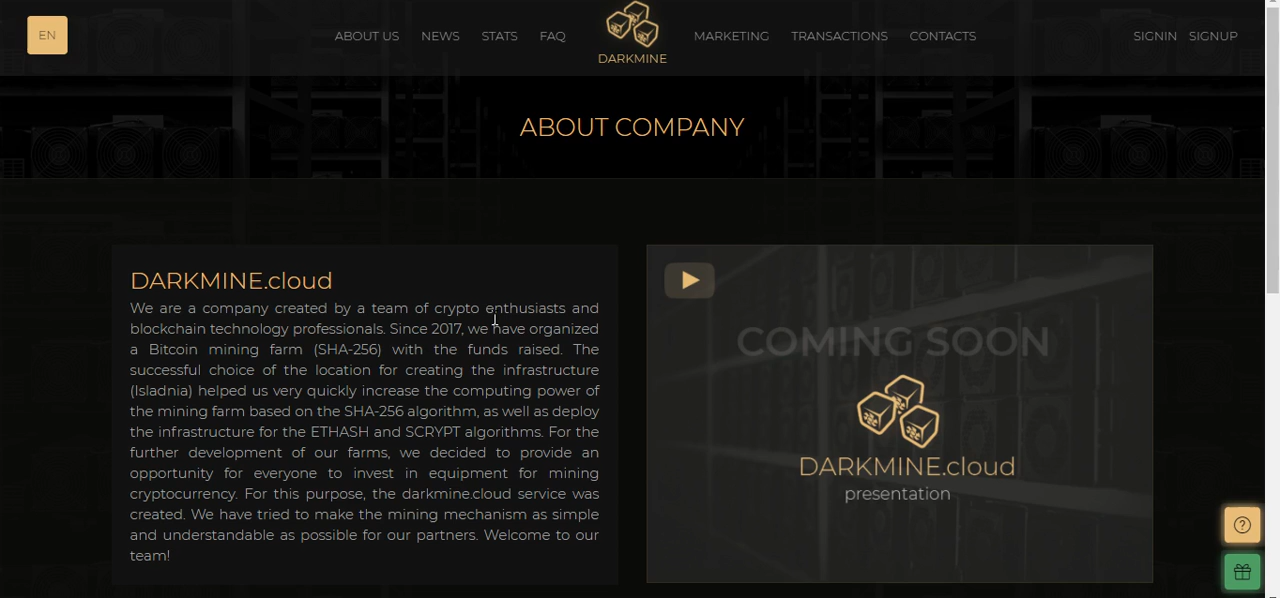 EN
ABOUT US
NEWS
STATS
FAQ
DARKMINE
MARKETING
TRANSACTIONS
CONTACTS
SIGNIN
SIGNUP
ABOUT COMPANY
DARKMINE.cloud
We are a company created by a team of crypto enthusiasts and
blockchain technology professionals. Since 2017, we have organized
a Bitcoin mining farm (SHA-256) with the funds raised. The
successful choice of the location for creating the infrastructure
(Isladnia) helped us very quickly increase the computing power of
the mining farm based on the SHA-256 algorithm, as well as deploy
the infrastructure for the ETHASH and SCRYPT algorithms. For the
further development of our farms, we decided to provide an
opportunity for everyone to invest in equipment for mining
cryptocurrency. For this purpose, the darkmine.cloud service was
created. We have tried to make the mining mechanism as simple
and understandable as possible for our partners. Welcome to our
team!
COMING SOON
DARKMINE.cloud
presentation